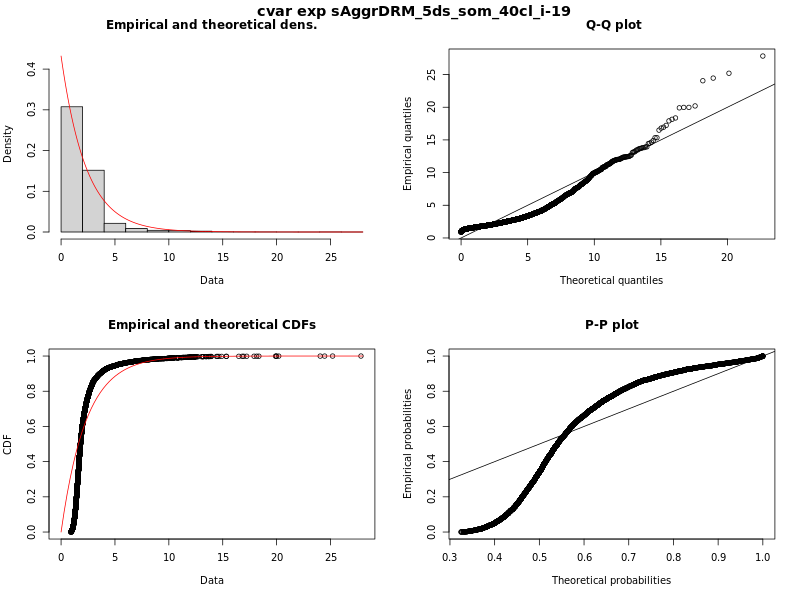 cvar exp sAggrDRM_5ds_som_40cl_i-19
Empirical and theoretical dens.
Density
0.0 0.1 0.2 0.3 0.4
0 5 10 15 20 25
Data
Q-Q plot
Empirical quantiles
0 5 10 15 20 25
0 5 10 15 20
Theoretical quantiles
Empirical and theoretical CDFs
CDF
0.0 0.2 0.4 0.6 0.8 1.0
0 5 10 15 20 25
Data
P-P plot
Empirical probabilities
0.0 0.2 0.4 0.6 0.8 1.0
0.3 0.4 0.5 0.6 0.7 0.8 0.9 1.0
Theoretical probabilities